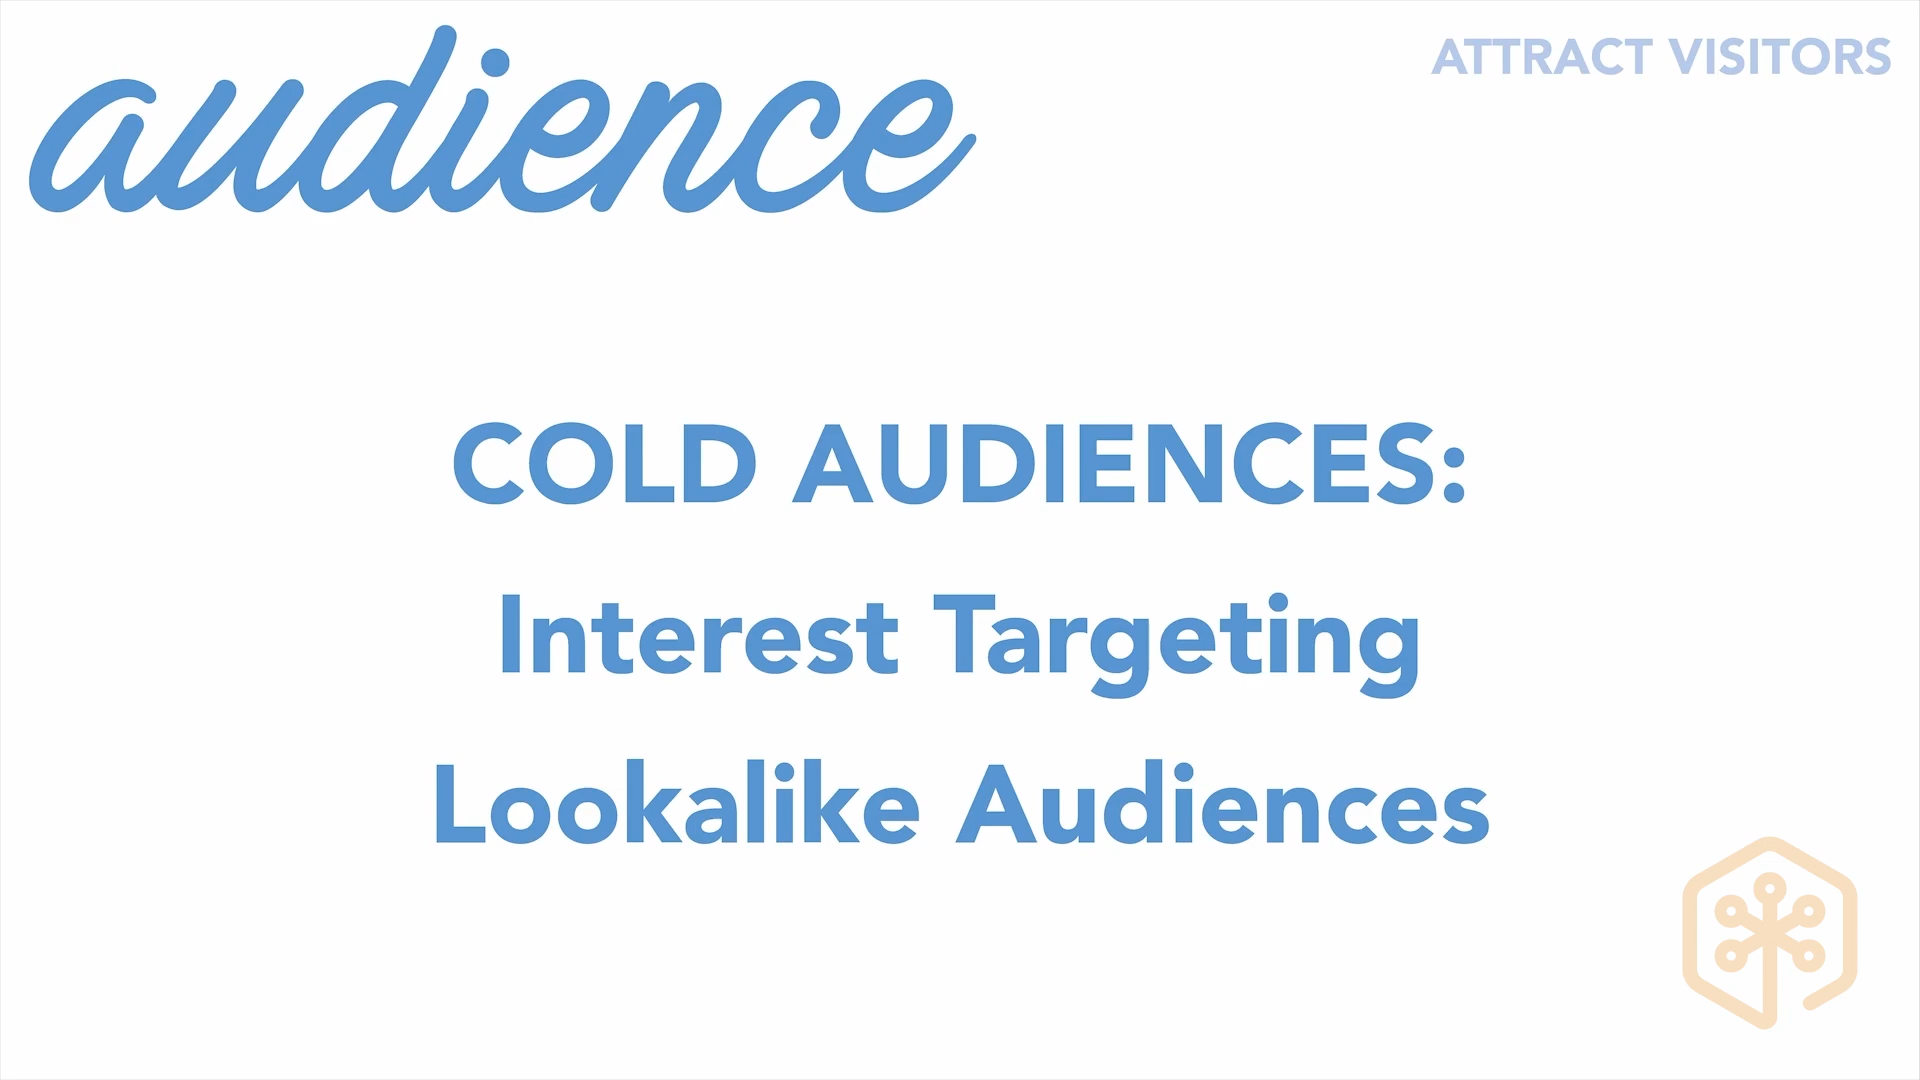 audience
ATTRACT VISITORS
COLD AUDIENCES:
Interest Targeting
Lookalike Audiences